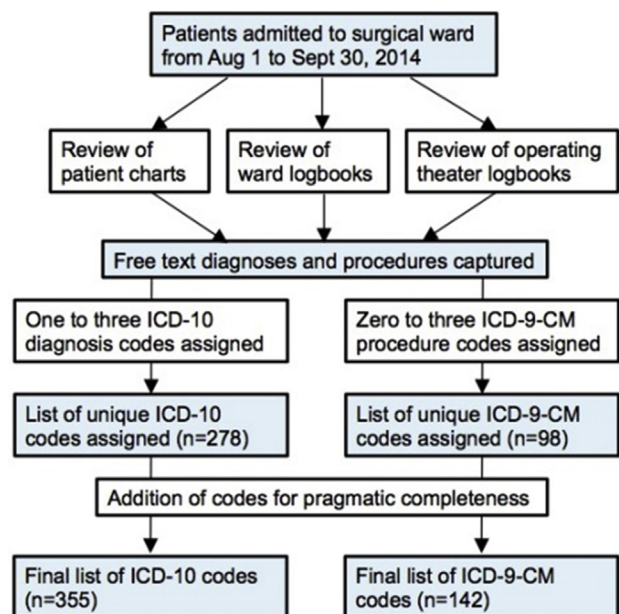 Patients admitted to surgical ward
from Aug 1 to Sept 30, 2014
Review of
patient charts
Review of
ward logbooks
Review of operating
theater logbooks
Free text diagnoses and procedures captured
One to three ICD-10
diagnosis codes assigned
Zero to three ICD-9-CM
procedure codes assigned
List of unique ICD-10
codes assigned (n=278)
List of unique ICD-9-CM
codes assigned (n=98)
Addition of codes for pragmatic completeness
Final list of ICD-10 codes
(n=355)
Final list of ICD-9-CM
codes (n=142)